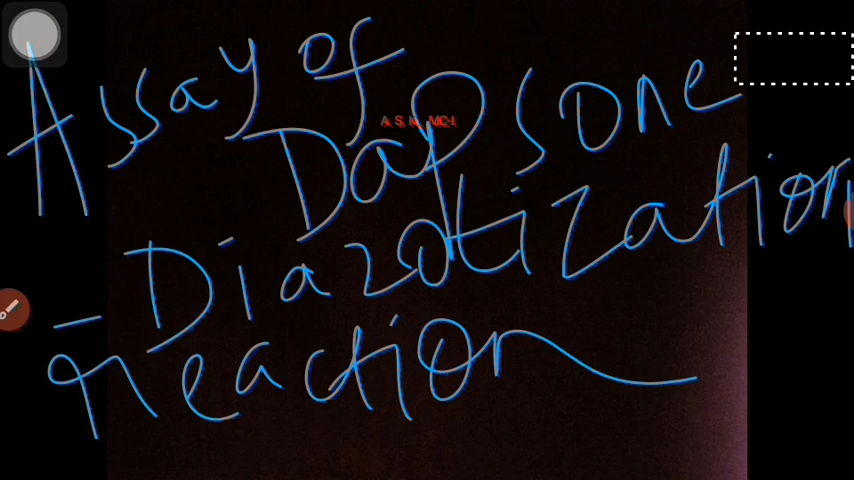 Assay of
A S K. MCI
Dapsone
Diazotization
reaction